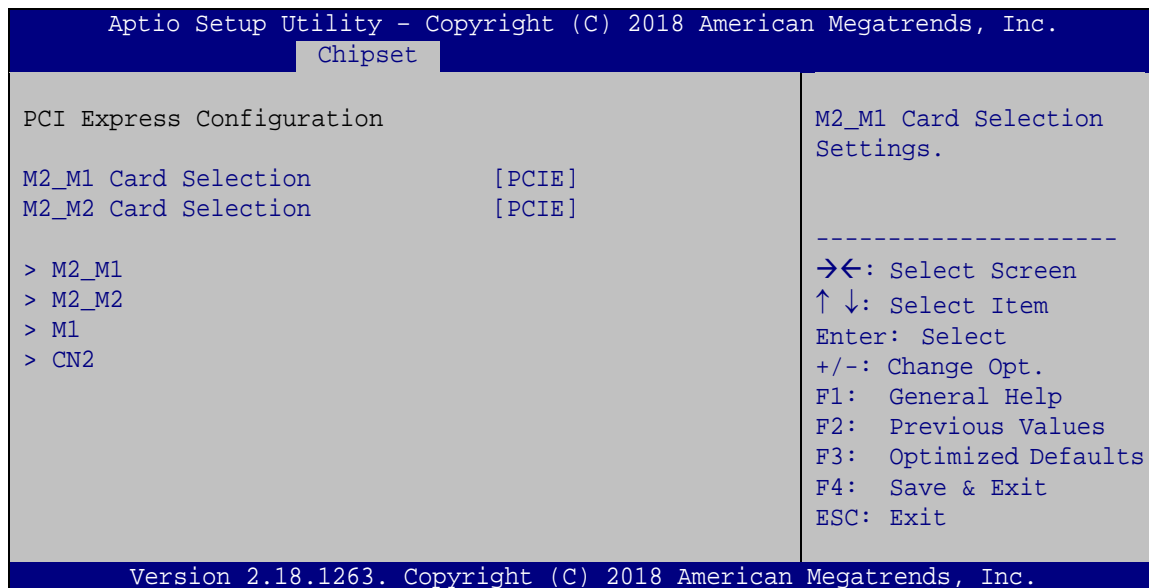 Aptio Setup Utility – Copyright (C) 2018 American Megatrends, Inc.
Chipset
PCI Express Configuration
M2_M1 Card Selection [PCIE]
M2_M2 Card Selection [PCIE]
> M2_M1
> M2_M2
> M1
> CN2
M2_M1 Card Selection
Settings.
---------------------
→←: Select Screen
↑ ↓: Select Item
Enter: Select
+/-: Change Opt.
F1: General Help
F2: Previous Values
F3: Optimized Defaults
F4: Save & Exit
ESC: Exit
Version 2.18.1263. Copyright (C) 2018 American Megatrends, Inc.